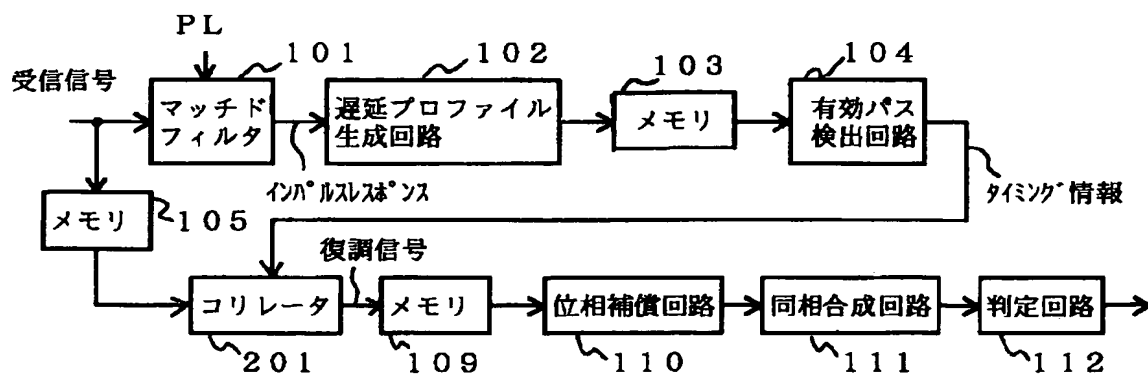 PL
101
102
103
104
受信信号
マッチド
フィルタ
遅延プロファイル
生成回路
メモリ
有効パス
検出回路
インパルスレスポンス
タイミング情報
メモリ
105
復調信号
コリレータ
メモリ
位相補償回路
同相合成回路
判定回路
201
109
110
111
112